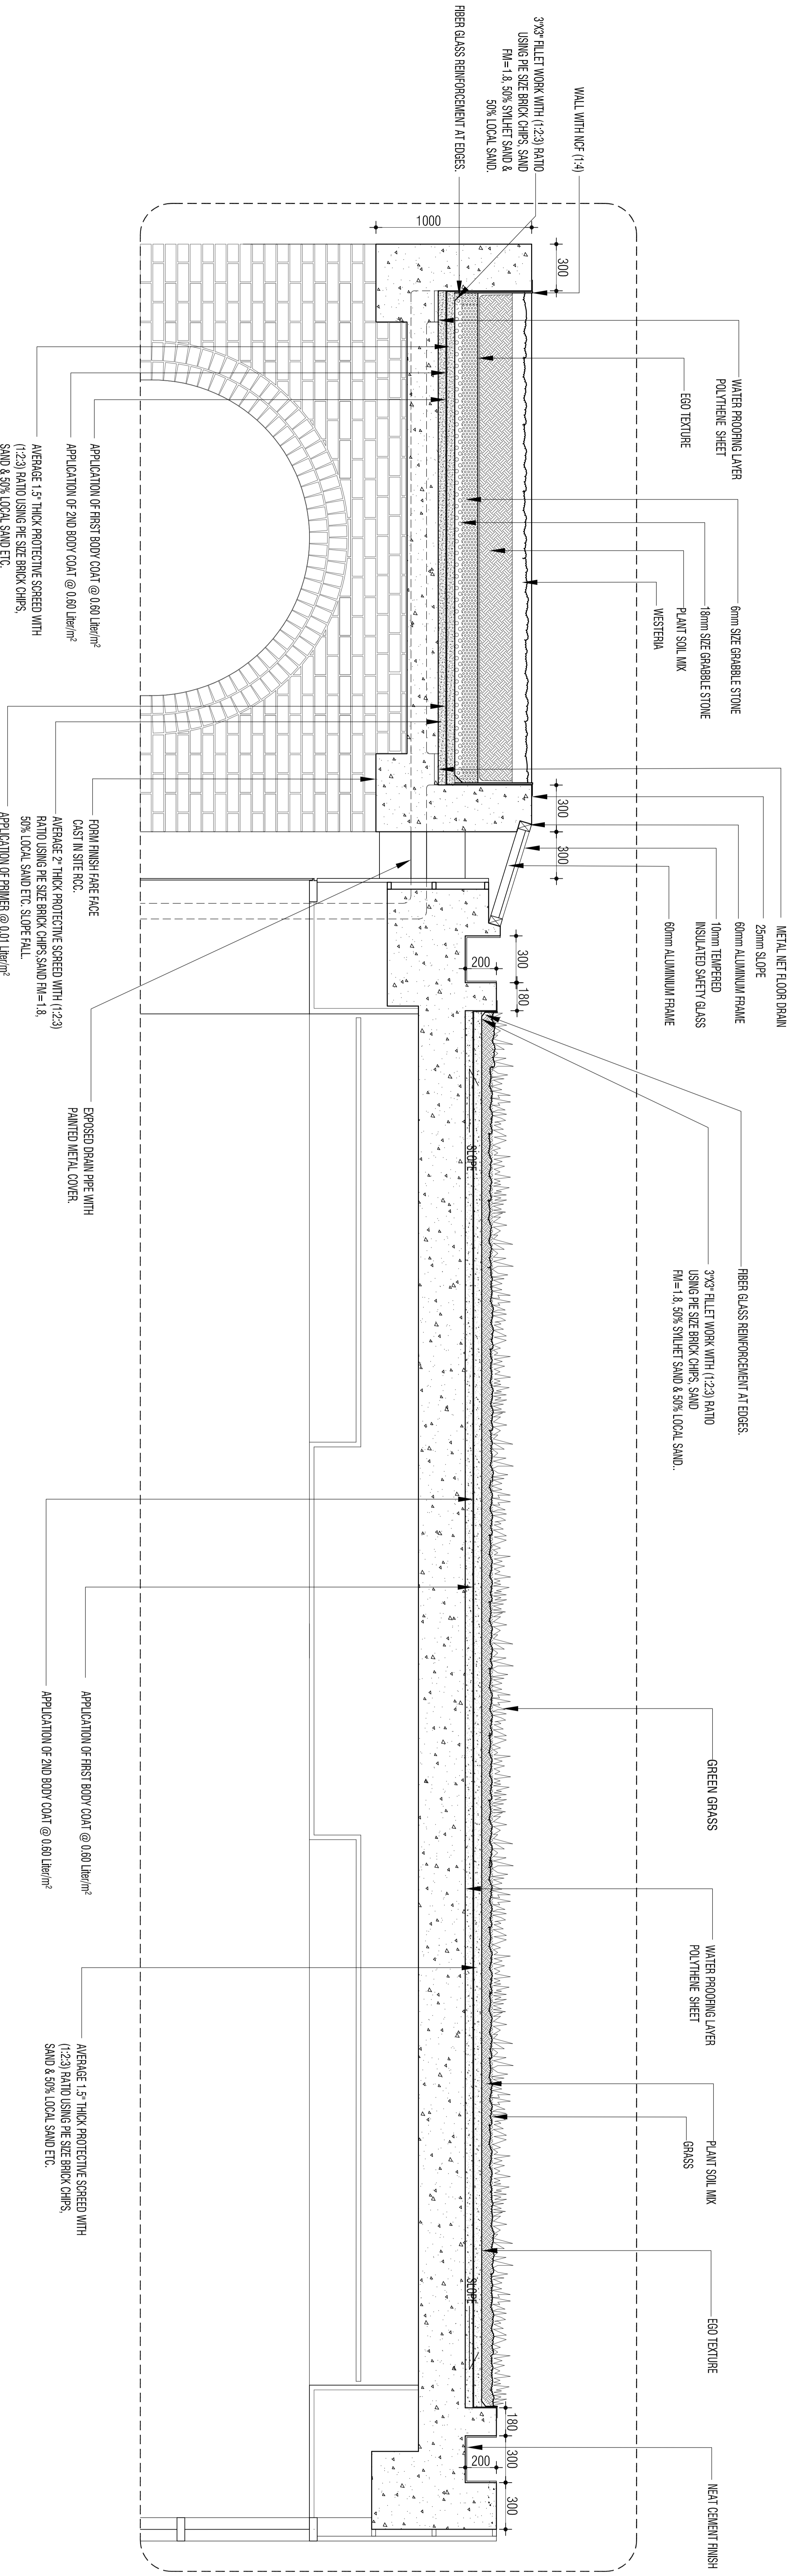 FIBER GLASS REINFORCEMENT AT EDGES.
3"X3" FILLET WORK WITH (1:2:3) RATIO
USING PIE SIZE BRICK CHIPS, SAND
FM=1.8, 50% SYILHET SAND &
50% LOCAL SAND.
WALL WITH NCF (1:4)
1000
300
WATER PROOFING LAYER
POLYTHENE SHEET
EGO TEXTURE
6mm SIZE GRABBLE STONE
18mm SIZE GRABBLE STONE
PLANT SOIL MIX
WESTERIA
METAL NET FLOOR DRAIN
25mm SLOPE
60mm ALUMINUM FRAME
10mm TEMPERED
INSULATED SAFETY GLASS
60mm ALUMINIUM FRAME
300
300
200
300
180
FIBER GLASS REINFORCEMENT AT EDGES.
3"X3" FILLET WORK WITH (1:2:3) RATIO
USING PIE SIZE BRICK CHIPS, SAND
FM=1.8, 50% SYILHET SAND & 50% LOCAL SAND..
SLOPE
GREEN GRASS
WATER PROOFING LAYER
POLYTHENE SHEET
PLANT SOIL MIX
GRASS
EGO TEXTURE
SLOPE
180
200
300
300
NEAT CEMENT FINISH
APPLICATION OF FIRST BODY COAT @ 0.60 Liter/m²
APPLICATION OF 2ND BODY COAT @ 0.60 Liter/m²
AVERAGE 1.5" THICK PROTECTIVE SCREED WITH
(1:2:3) RATIO USING PIE SIZE BRICK CHIPS,
SAND & 50% LOCAL SAND ETC.
FORM FINISH FARE FACE
CAST IN SITE RCC.
AVERAGE 2" THICK PROTECTIVE SCREED WITH (1:2:3)
RATIO USING PIE SIZE BRICK CHIPS,SAND FM=1.8,
50% LOCAL SAND ETC. SLOPE FALL.
APPLICATION OF PRIMER @ 0.01 Liter/m²
EXPOSED DRAIN PIPE WITH
PAINTED METAL COVER.
APPLICATION OF FIRST BODY COAT @ 0.60 Liter/m²
APPLICATION OF 2ND BODY COAT @ 0.60 Liter/m²
AVERAGE 1.5" THICK PROTECTIVE SCREED WITH
(1:2:3) RATIO USING PIE SIZE BRICK CHIPS,
SAND & 50% LOCAL SAND ETC.